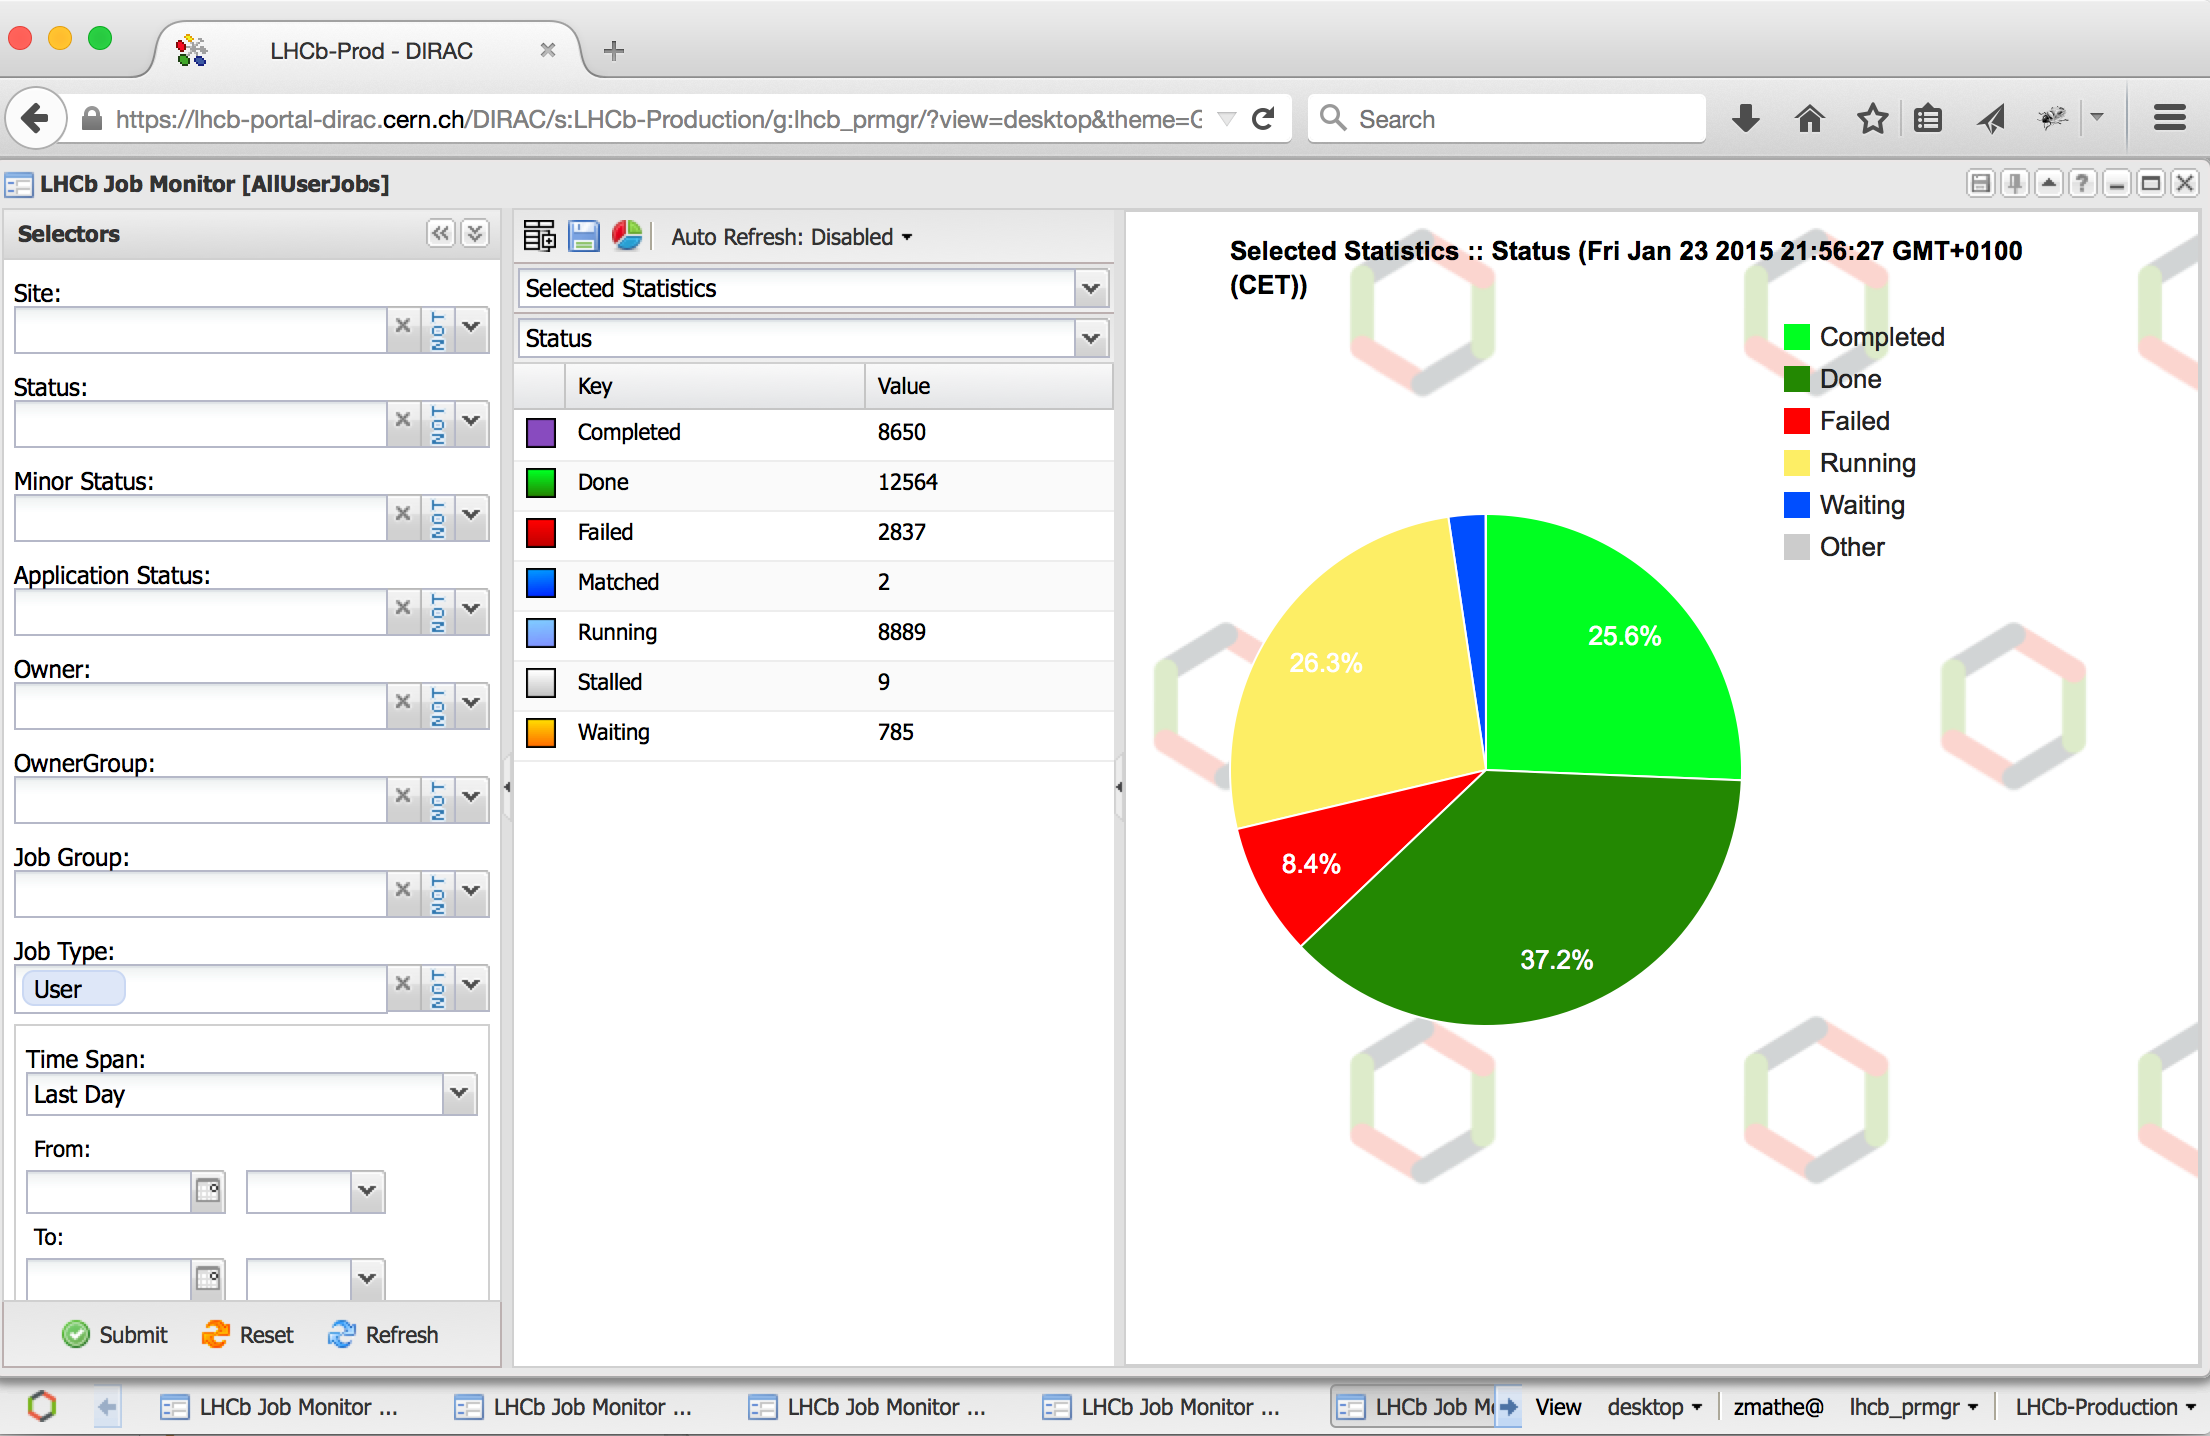 LHCb-Prod - DIRAC
https://lhcb-portal-dirac.cern.ch/DIRAC/s:LHCb-Production/g:lhcb_prmgr/?view=desktop&theme=G
Search
LHCb Job Monitor [AllUserJobs]
Selectors
Site:
NOT
Status:
NOT
Minor Status:
NOT
Application Status:
NOT
Owner:
NOT
OwnerGroup:
NOT
Job Group:
NOT
Job Type:
User
NOT
Time Span:
Last Day
From:
To:
Submit Reset Refresh
Auto Refresh: Disabled
Selected Statistics
Status
Key Value
Completed 8650
Done 12564
Failed 2837
Matched 2
Running 8889
Stalled 9
Waiting 785
Selected Statistics :: Status (Fri Jan 23 2015 21:56:27 GMT+0100
(CET))
Completed
Done
Failed
Running
Waiting
Other
25.6%
26.3%
8.4%
37.2%
LHCb Job Monitor ... LHCb Job Monitor ... LHCb Job Monitor ... LHCb Job Monitor ... LHCb Job View desktop zmathe@ lhcb_prmgr LHCb-Production